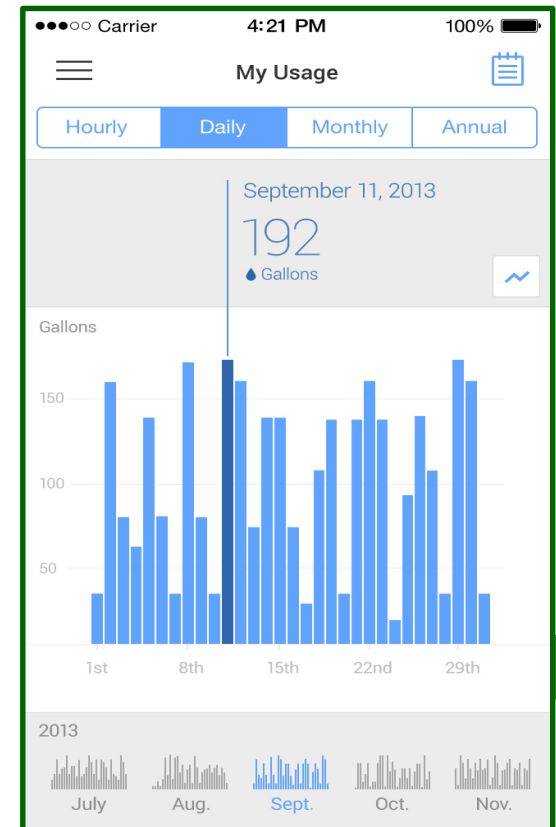 Carrier 4:21 PM 100%
My Usage
Hourly Daily Monthly Annual
September 11, 2013
192
Gallons
Gallons
150
100
50
1st 8th 15th 22nd 29th
2013
July Aug. Sept. Oct. Nov.